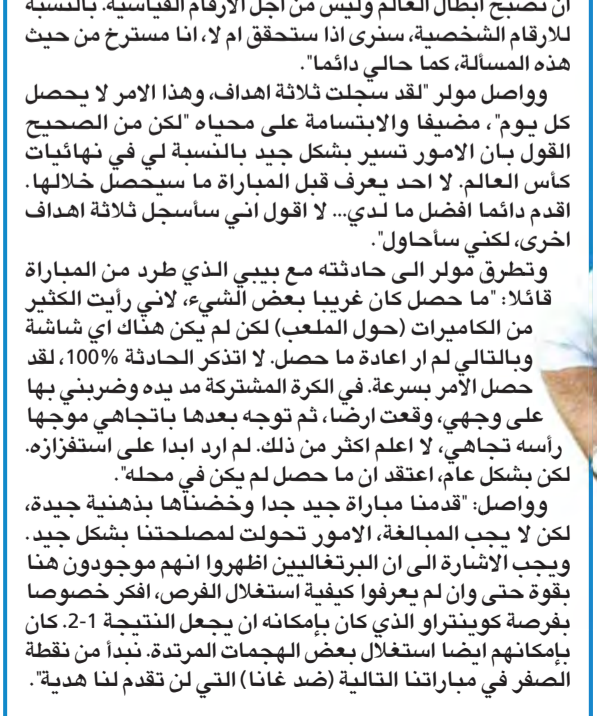 ان نصبح ابطال العالم وليس من اجل الارقام القياسية. بالنسبة
للارقام الشخصية، سنرى اذا ستحقق ام لا، انا مسترخ من حيث
هذه المسألة، كما حالي دائما".
وواصل مولر "لقد سجلت ثلاثة اهداف، وهذا الامر لا يحصل
كل يوم"، مضيفا والابتسامة على محياه "لكن من الصحيح
القول بان الامور تسير بشكل جيد بالنسبة لي في نهائيات
كأس العالم. لا احد يعرف قبل المباراة ما سيحصل خلالها.
اقدم دائما افضل ما لدي... لا اقول اني سأسجل ثلاثة اهداف
اخرى، لكني سأحاول".
وتطرق مولر الى حادثته مع بيبي الذي طرد من المباراة
قائلا: "ما حصل كان غريبا بعض الشيء، لاني رأيت الكثير
من الكاميرات (حول الملعب) لكن لم يكن هناك اي شاشة
وبالتالي لم ار اعادة ما حصل. لا اتذكر الحادثة 100%، لقد
حصل الامر بسرعة. في الكرة المشتركة مد يده وضربني بها
على وجهي، وقعت ارضا، ثم توجه بعدها باتجاهي موجها
رأسه تجاهي، لا اعلم اكثر من ذلك. لم ارد ابدا على استفزازه.
لكن بشكل عام، اعتقد ان ما حصل لم يكن في محله".
وواصل: "قدمنا مباراة جيد جدا وخضناها بذهنية جيدة،
لكن لا يجب المبالغة، الامور تحولت لمصلحتنا بشكل جيد.
ويجب الاشارة الى ان البرتغاليين اظهروا انهم موجودون هنا
بقوة حتى وان لم يعرفوا كيفية استغلال الفرص، افكر خصوصا
بفرصة كوينتراو الذي كان بإمكانه ان يجعل النتيجة 1-2. كان
بإمكانهم ايضا استغلال بعض الهجمات المرتدة. نبدأ من نقطة
الصفر في مباراتنا التالية (ضد غانا) التي لن تقدم لنا هدية".